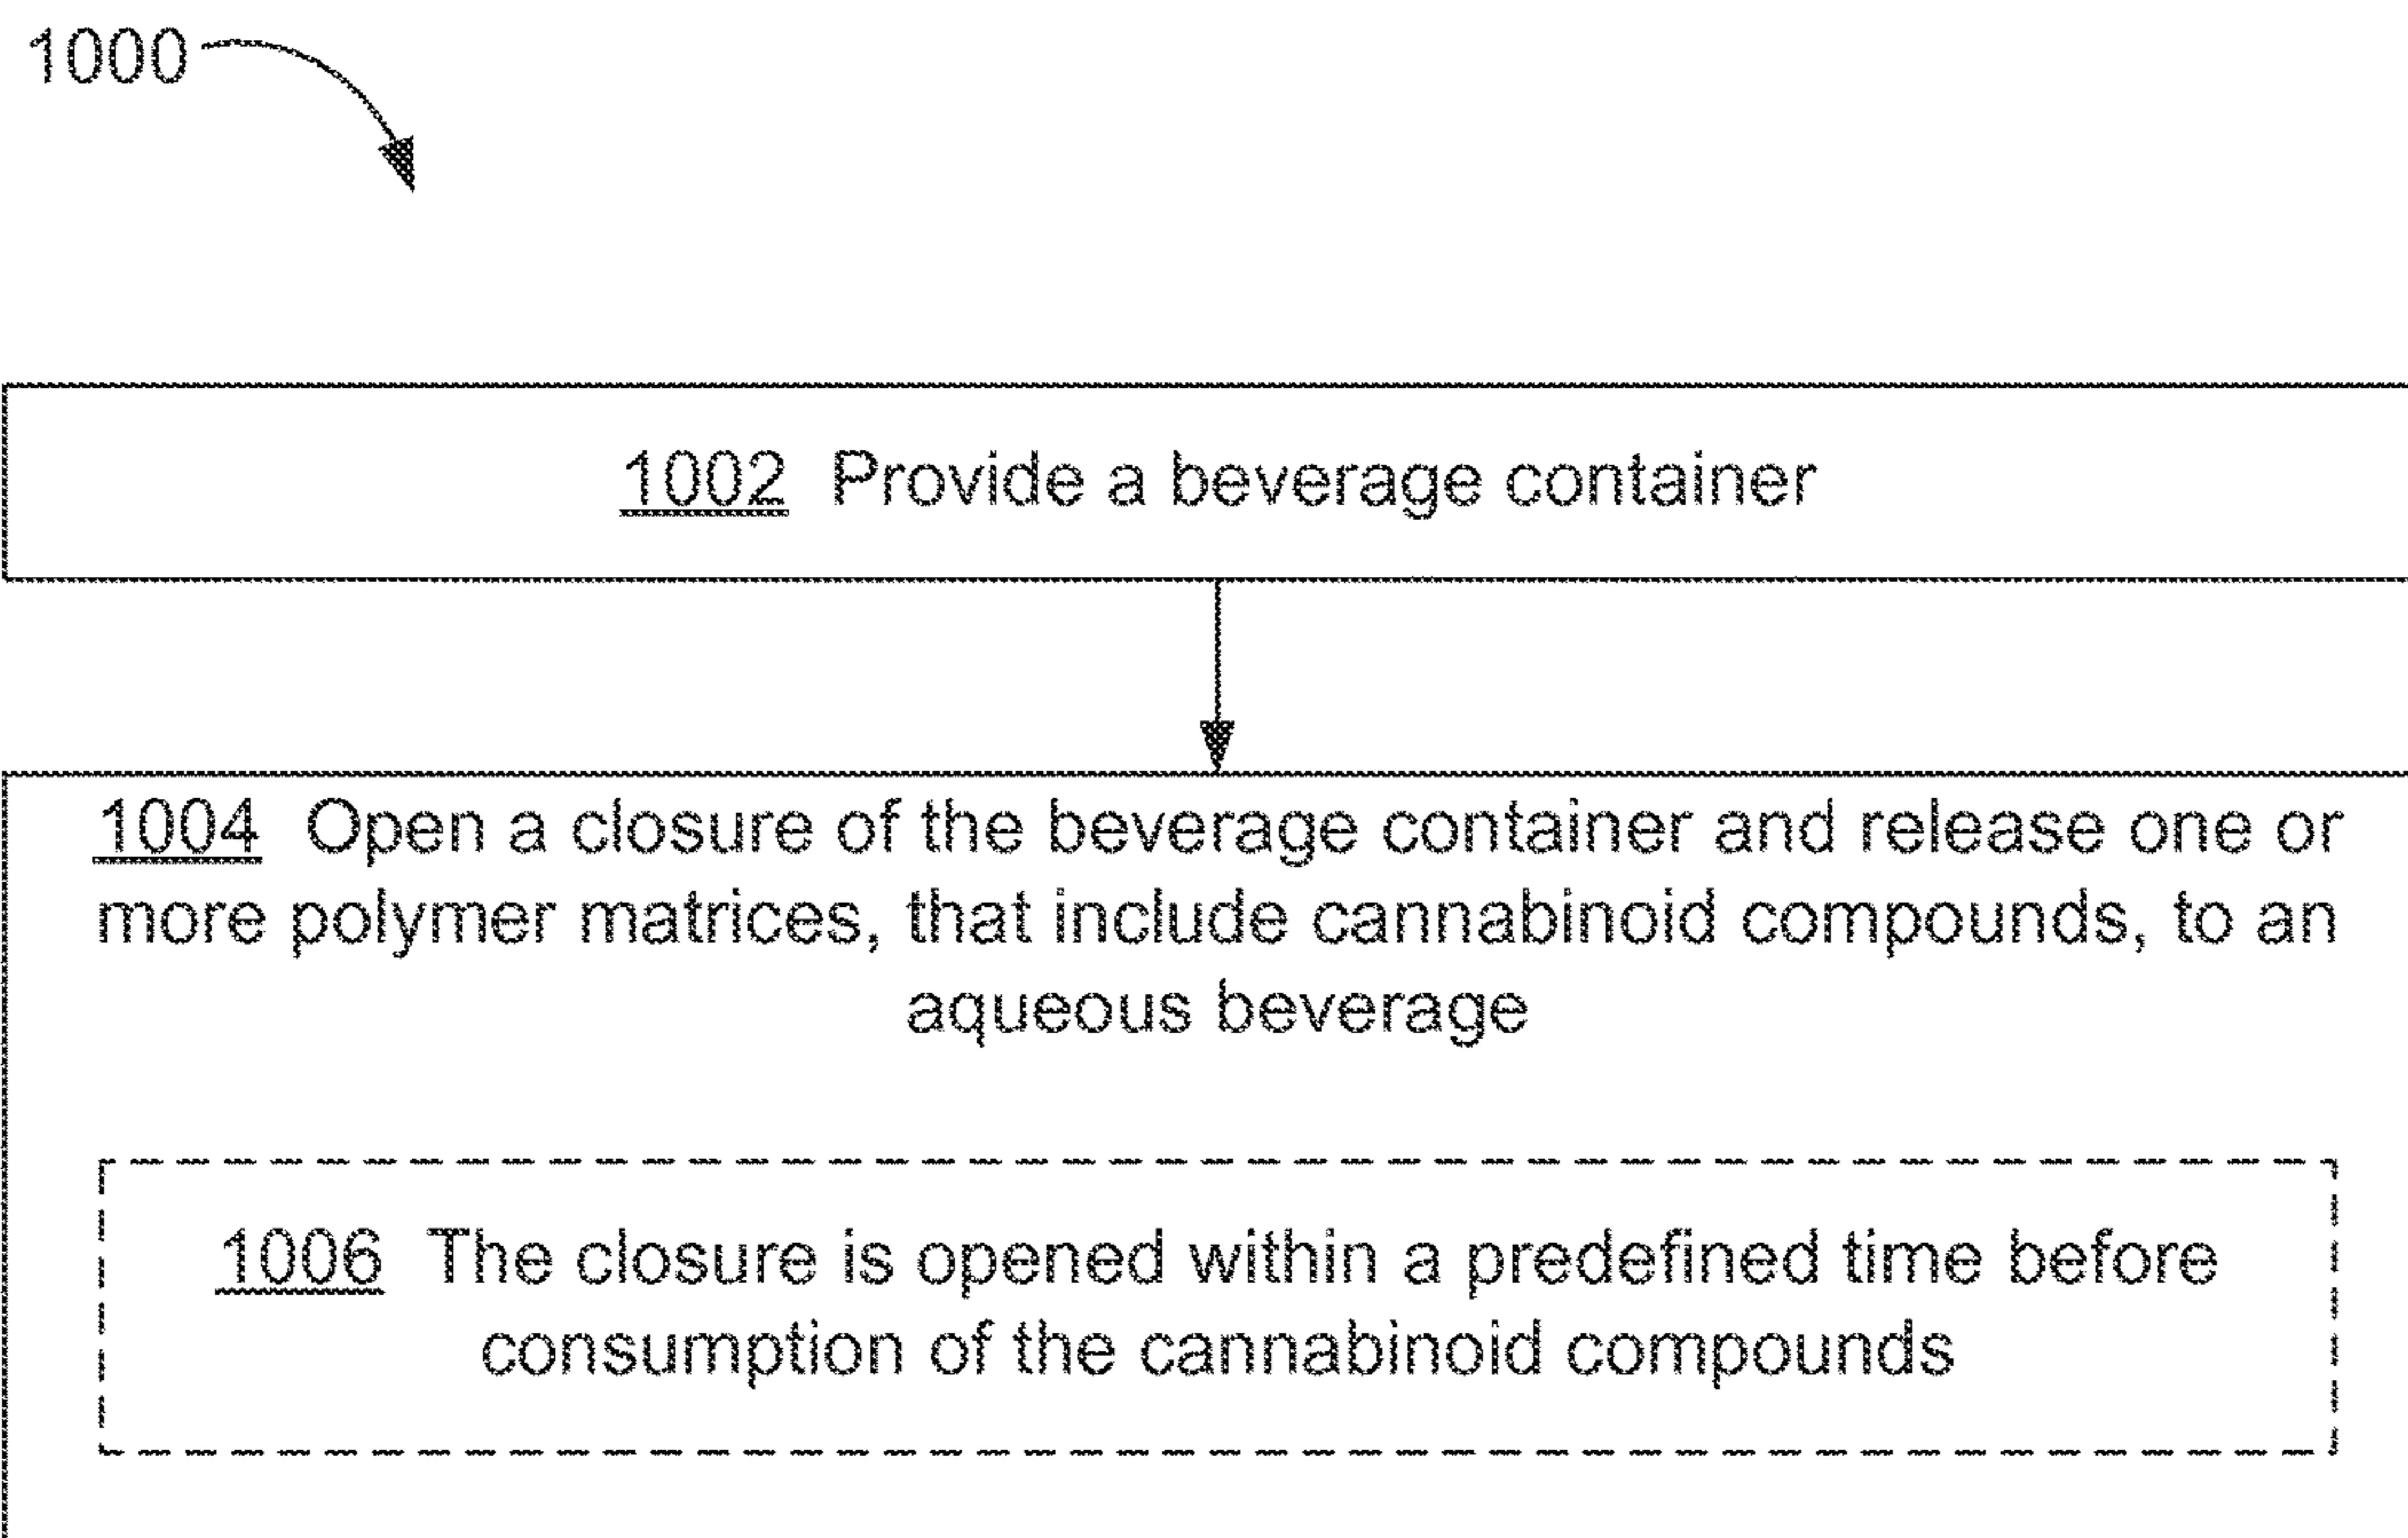 1000
1002 Provide a beverage container
1004 Open a closure of the beverage container and release one or
more polymer matrices, that include cannabinoid compounds, to an
aqueous beverage
1006 The closure is opened within a predefined time before
consumption of the cannabinoid compounds